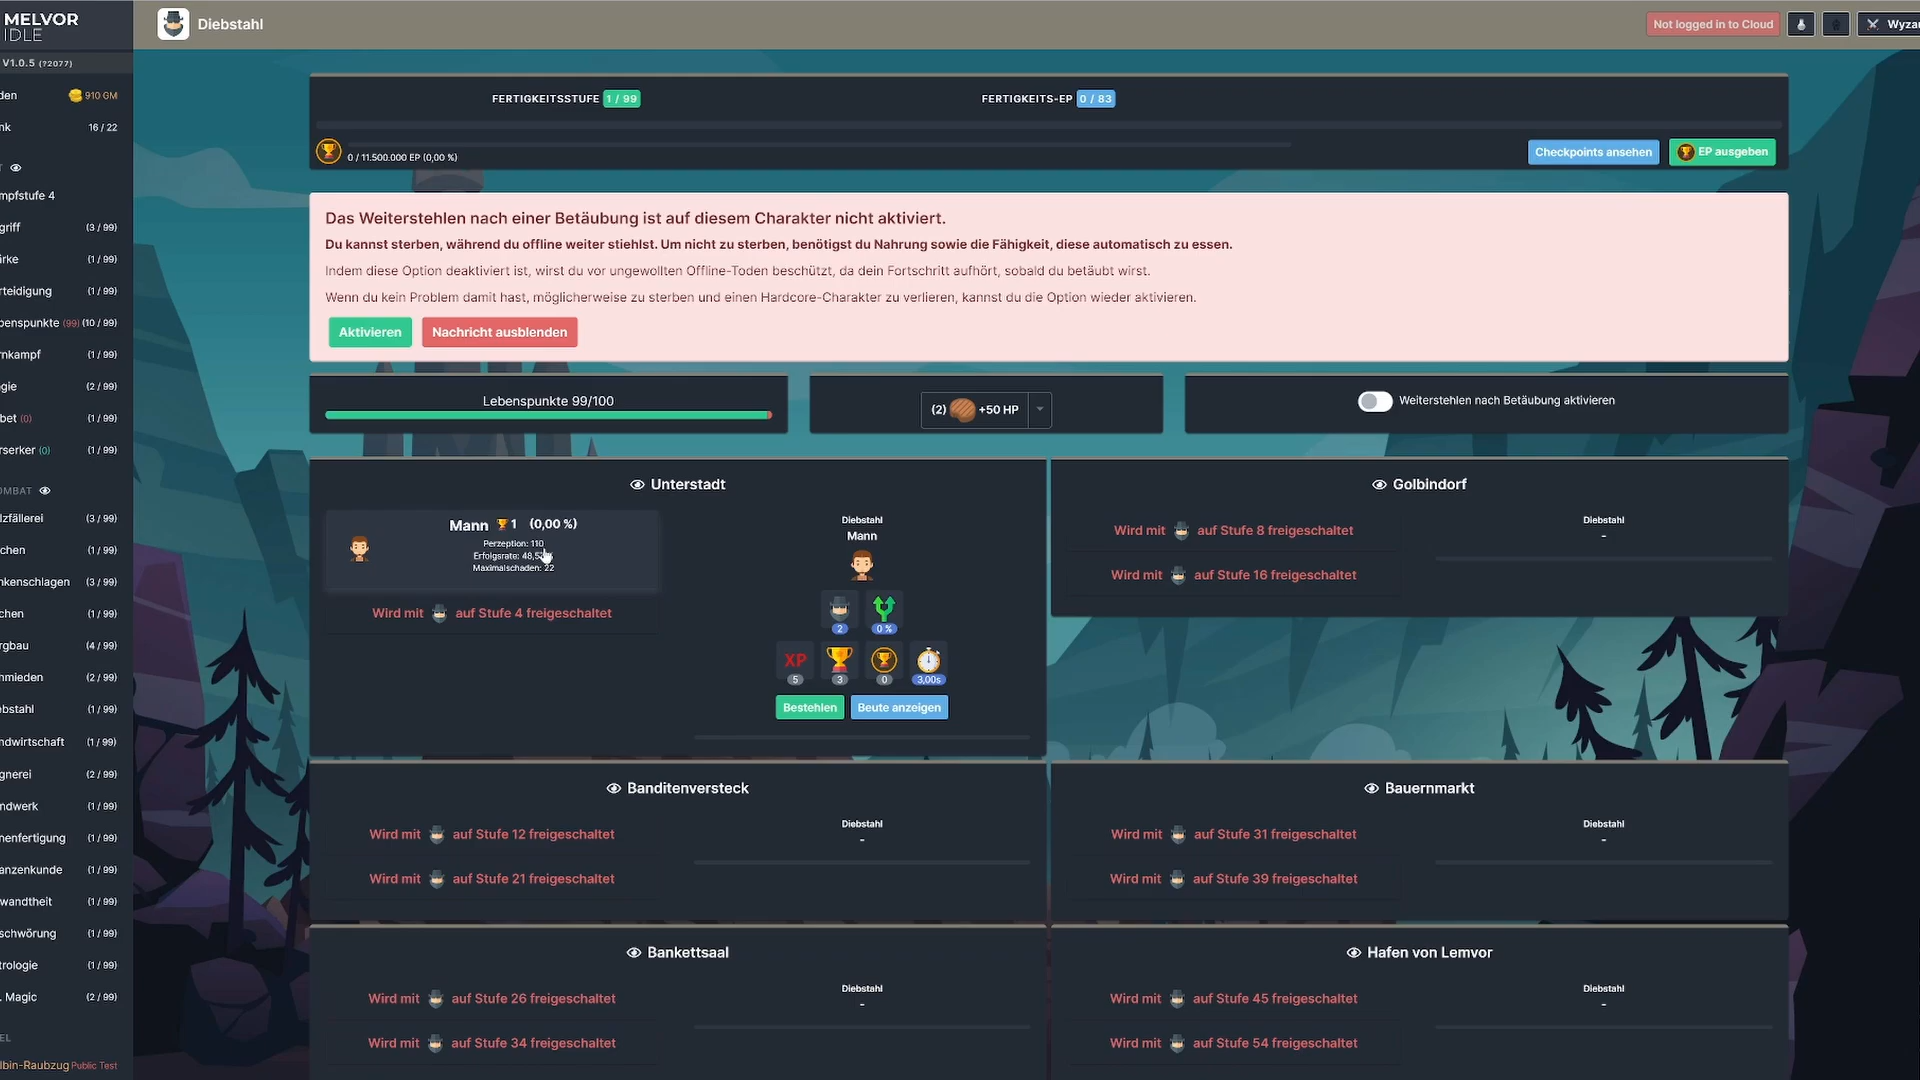 MELVOR
IDLE
V1.0.5 (?2077)
den 910 GM
nk 16 / 22
T
mpfstufe 4
griff (3 / 99)
irke (1 / 99)
rteidigung (1 / 99)
benspunkte (99) (10 / 99)
rnkampf (1 / 99)
gie (2 / 99)
bet (0) (1 / 99)
rserker (0) (1 / 99)
OMBAT
lzfällerei (3 / 99)
chen (1 / 99)
nkenschlagen (3 / 99)
chen (1 / 99)
rgbau (4 / 99)
hmieden (2 / 99)
ebstahl (1 / 99)
ndwirtschaft (1 / 99)
gnerei (2 / 99)
ndwerk (1 / 99)
nenfertigung (1 / 99)
anzenkunde (1 / 99)
wandtheit (1 / 99)
schwörung (1 / 99)
trologie (1 / 99)
. Magic (2 / 99)
EL
lbin-Raubzug Public Test
Diebstahl
Not logged in to Cloud
Wyza
FERTIGKEITSSTUFE 1 / 99
FERTIGKEITS-EP 0 / 83
0 / 11.500.000 EP (0,00 %)
Checkpoints ansehen
EP ausgeben
Das Weiterstehlen nach einer Betäubung ist auf diesem Charakter nicht aktiviert.
Du kannst sterben, während du offline weiter stiehlst. Um nicht zu sterben, benötigst du Nahrung sowie die Fähigkeit, diese automatisch zu essen.
Indem diese Option deaktiviert ist, wirst du vor ungewollten Offline-Toden beschützt, da dein Fortschritt aufhört, sobald du betäubt wirst.
Wenn du kein Problem damit hast, möglicherweise zu sterben und einen Hardcore-Charakter zu verlieren, kannst du die Option wieder aktivieren.
Aktivieren
Nachricht ausblenden
Lebenspunkte 99/100
(2) +50 HP
Weiterstehlen nach Betäubung aktivieren
Unterstadt
Mann 1 (0,00 %)
Perzeption: 110
Erfolgsrate: 48,5
Maximalschaden: 22
Wird mit auf Stufe 4 freigeschaltet
Diebstahl
Mann
2
0 %
XP
5
3
0
3,00s
Bestehlen
Beute anzeigen
Golbindorf
Wird mit auf Stufe 8 freigeschaltet
Wird mit auf Stufe 16 freigeschaltet
Diebstahl
-
Banditenversteck
Wird mit auf Stufe 12 freigeschaltet
Wird mit auf Stufe 21 freigeschaltet
Diebstahl
-
Bauernmarkt
Wird mit auf Stufe 31 freigeschaltet
Wird mit auf Stufe 39 freigeschaltet
Diebstahl
-
Bankettsaal
Wird mit auf Stufe 26 freigeschaltet
Wird mit auf Stufe 34 freigeschaltet
Diebstahl
-
Hafen von Lemvor
Wird mit auf Stufe 45 freigeschaltet
Wird mit auf Stufe 54 freigeschaltet
Diebstahl
-